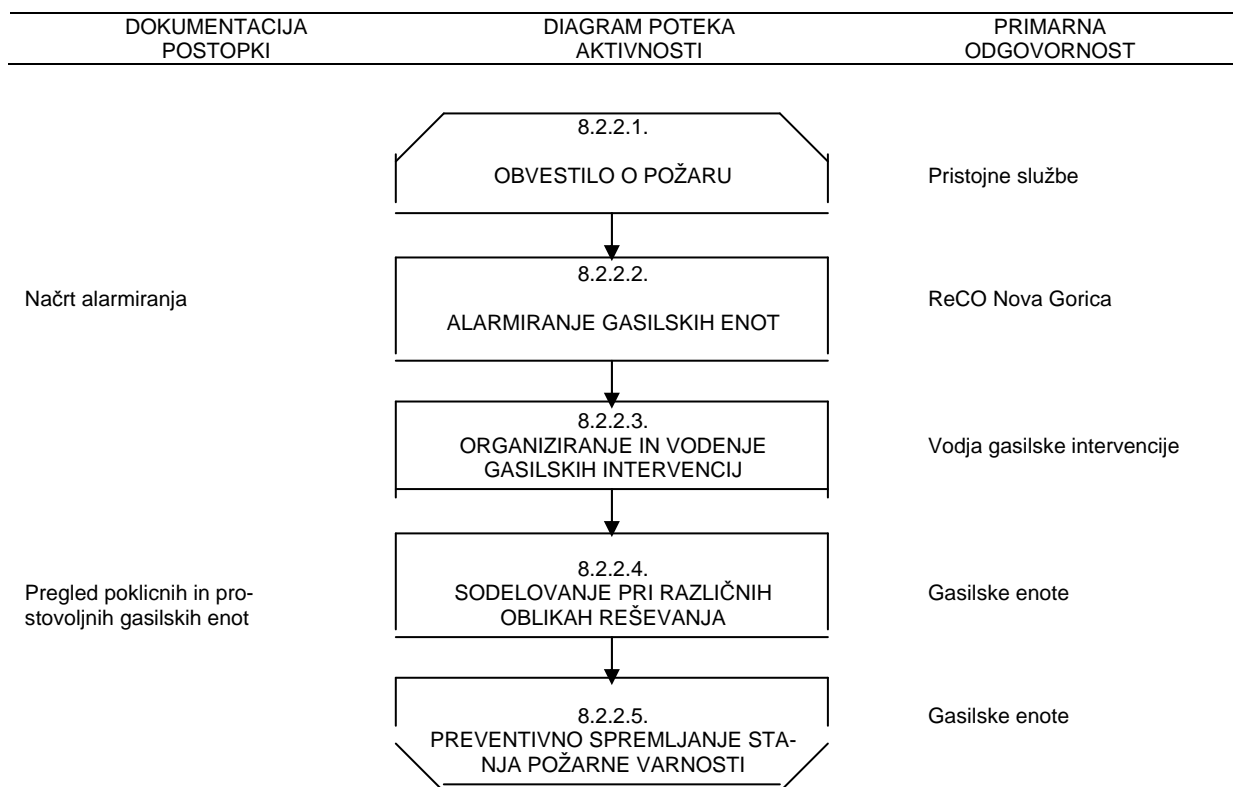 DOKUMENTACIJA
POSTOPKI
DIAGRAM POTEKA
AKTIVNOSTI
PRIMARNA
ODGOVORNOST
8.2.2.1.
OBVESTILO O POŽARU
Pristojne službe
8.2.2.2.
Načrt alarmiranja
ALARMIRANJE GASILSKIH ENOT
ReCO Nova Gorica
8.2.2.3.
ORGANIZIRANJE IN VODENJE
GASILSKIH INTERVENCIJ
Vodja gasilske intervencije
Pregled poklicnih in pro-
stovoljnih gasilskih enot
8.2.2.4.
SODELOVANJE PRI RAZLIČNIH
OBLIKAH REŠEVANJA
Gasilske enote
8.2.2.5.
PREVENTIVNO SPREMLJANJE STA-
NJA POŽARNE VARNOSTI
Gasilske enote